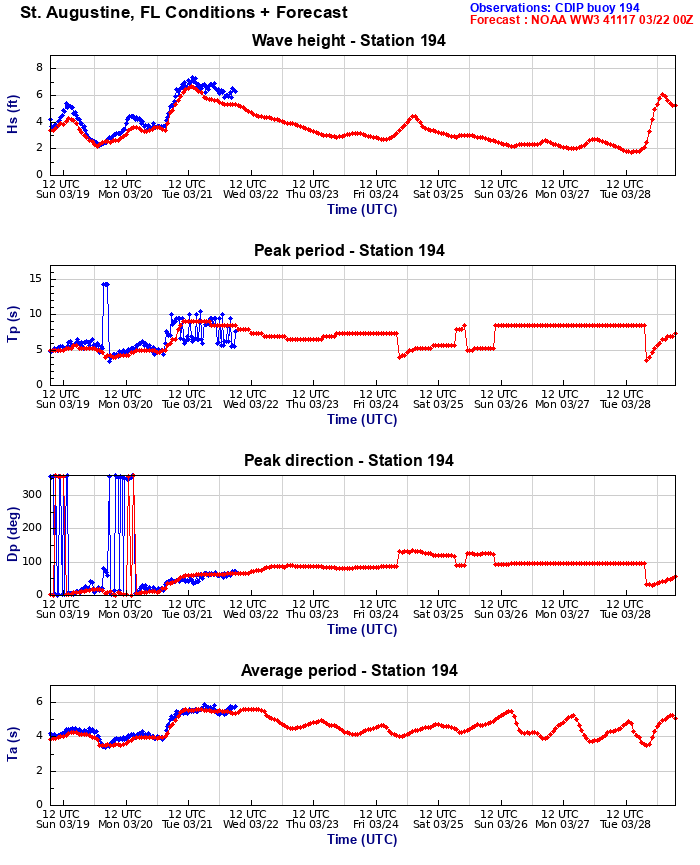 St. Augustine, FL Conditions + Forecast
Observations: CDIP buoy 194
Forecast : NOAA WW3 41117 03/22 00Z
Wave height - Station 194
Hs (ft)
8
6
4
2
0
12 UTC 12 UTC 12 UTC 12 UTC 12 UTC 12 UTC 12 UTC 12 UTC 12 UTC 12 UTC
Sun 03/19 Mon 03/20 Tue 03/21 Wed 03/22 Thu 03/23 Fri 03/24 Sat 03/25 Sun 03/26 Mon 03/27 Tue 03/28
Time (UTC)
Peak period - Station 194
Tp (s)
15
10
5
0
12 UTC 12 UTC 12 UTC 12 UTC 12 UTC 12 UTC 12 UTC 12 UTC 12 UTC 12 UTC
Sun 03/19 Mon 03/20 Tue 03/21 Wed 03/22 Thu 03/23 Fri 03/24 Sat 03/25 Sun 03/26 Mon 03/27 Tue 03/28
Time (UTC)
Peak direction - Station 194
Dp (deg)
300
200
100
0
12 UTC 12 UTC 12 UTC 12 UTC 12 UTC 12 UTC 12 UTC 12 UTC 12 UTC 12 UTC
Sun 03/19 Mon 03/20 Tue 03/21 Wed 03/22 Thu 03/23 Fri 03/24 Sat 03/25 Sun 03/26 Mon 03/27 Tue 03/28
Time (UTC)
Average period - Station 194
Ta (s)
6
4
2
0
12 UTC 12 UTC 12 UTC 12 UTC 12 UTC 12 UTC 12 UTC 12 UTC 12 UTC 12 UTC
Sun 03/19 Mon 03/20 Tue 03/21 Wed 03/22 Thu 03/23 Fri 03/24 Sat 03/25 Sun 03/26 Mon 03/27 Tue 03/28
Time (UTC)